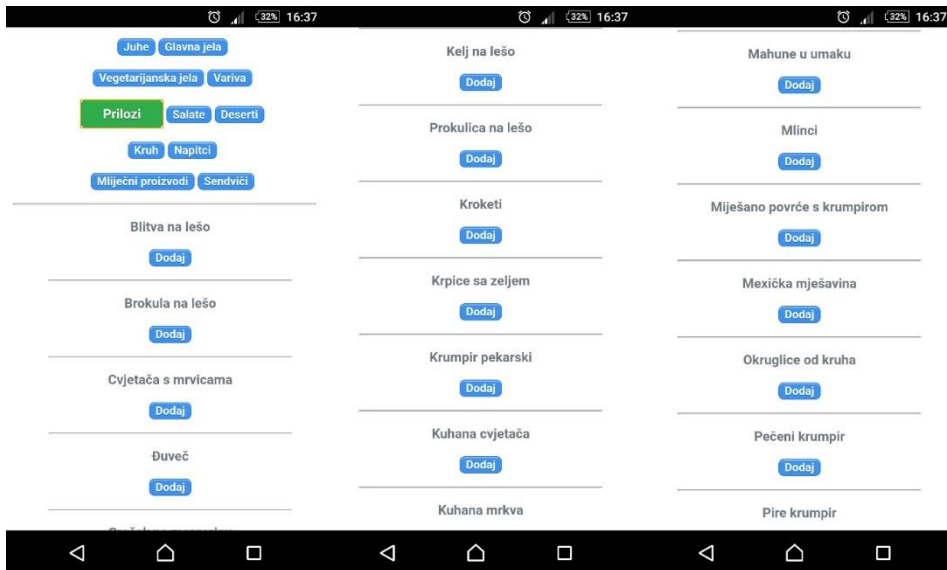 32% 16:37
Juhe Glavna jela
Vegetarijanska jela Variva
Prilozi Salate Deserti
Kruh Napitci
Mliječni proizvodi Sendviči
Blitva na lešo
Dodaj
Brokula na lešo
Dodaj
Cvjetača s mrvicama
Dodaj
Đuveč
Dodaj
32% 16:37
Kelj na lešo
Dodaj
Prokulica na lešo
Dodaj
Kroketi
Dodaj
Krpice sa zeljem
Dodaj
Krumpir pekarski
Dodaj
Kuhana cvjetača
Dodaj
Kuhana mrkva
32% 16:37
Mahune u umaku
Dodaj
Mlinci
Dodaj
Miješano povrće s krumpirom
Dodaj
Mexička mješavina
Dodaj
Okruglice od kruha
Dodaj
Pečeni krumpir
Dodaj
Pire krumpir